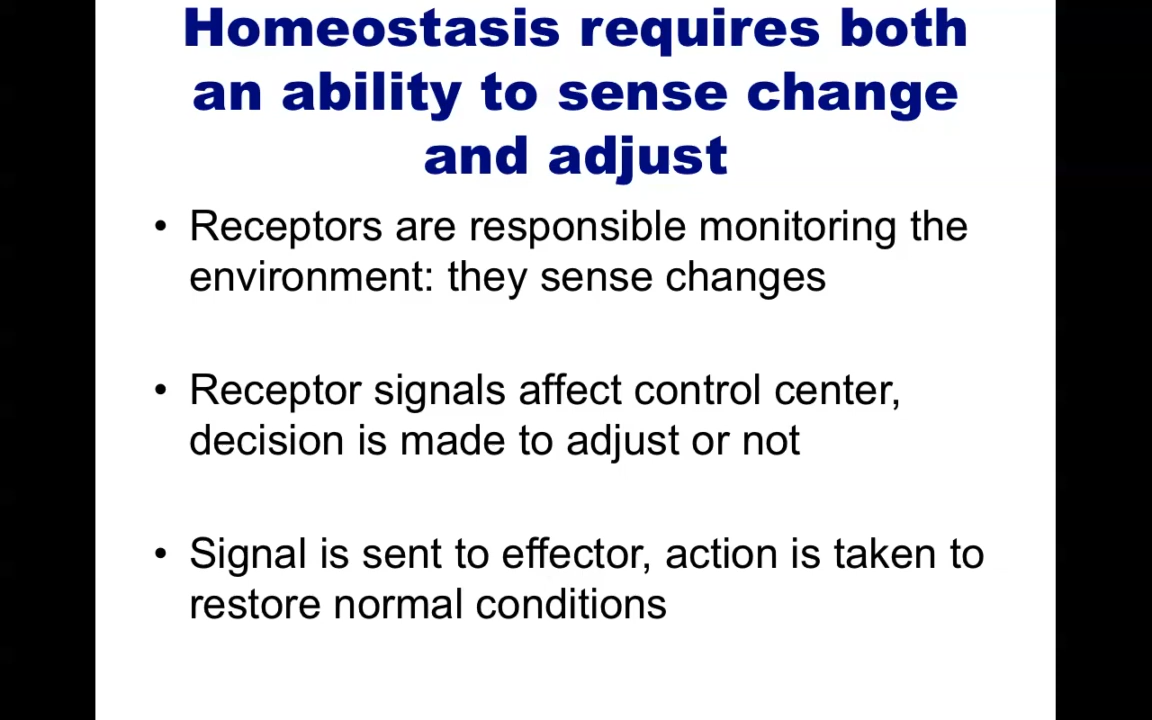 Homeostasis requires both
an ability to sense change
and adjust
• Receptors are responsible monitoring the
environment: they sense changes
• Receptor signals affect control center,
decision is made to adjust or not
• Signal is sent to effector, action is taken to
restore normal conditions